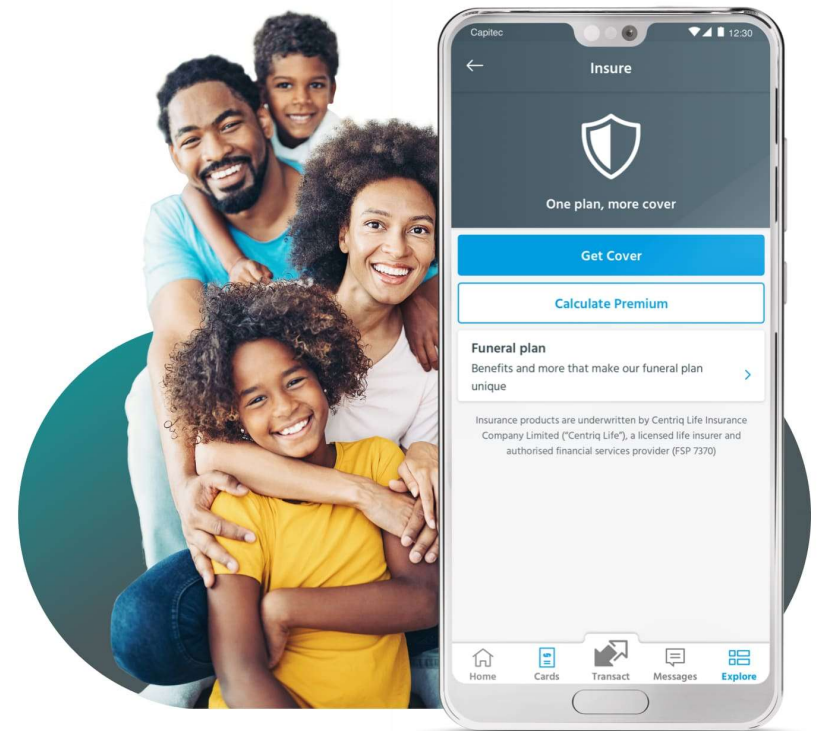 Capitec
12:30
Insure
One plan, more cover
Get Cover
Calculate Premium
Funeral plan
Benefits and more that make our funeral plan
unique
Insurance products are underwritten by Centriq Life Insurance
Company Limited ("Centriq Life"), a licensed life insurer and
authorised financial services provider (FSP 7370)
Home Cards Transact Messages Explore